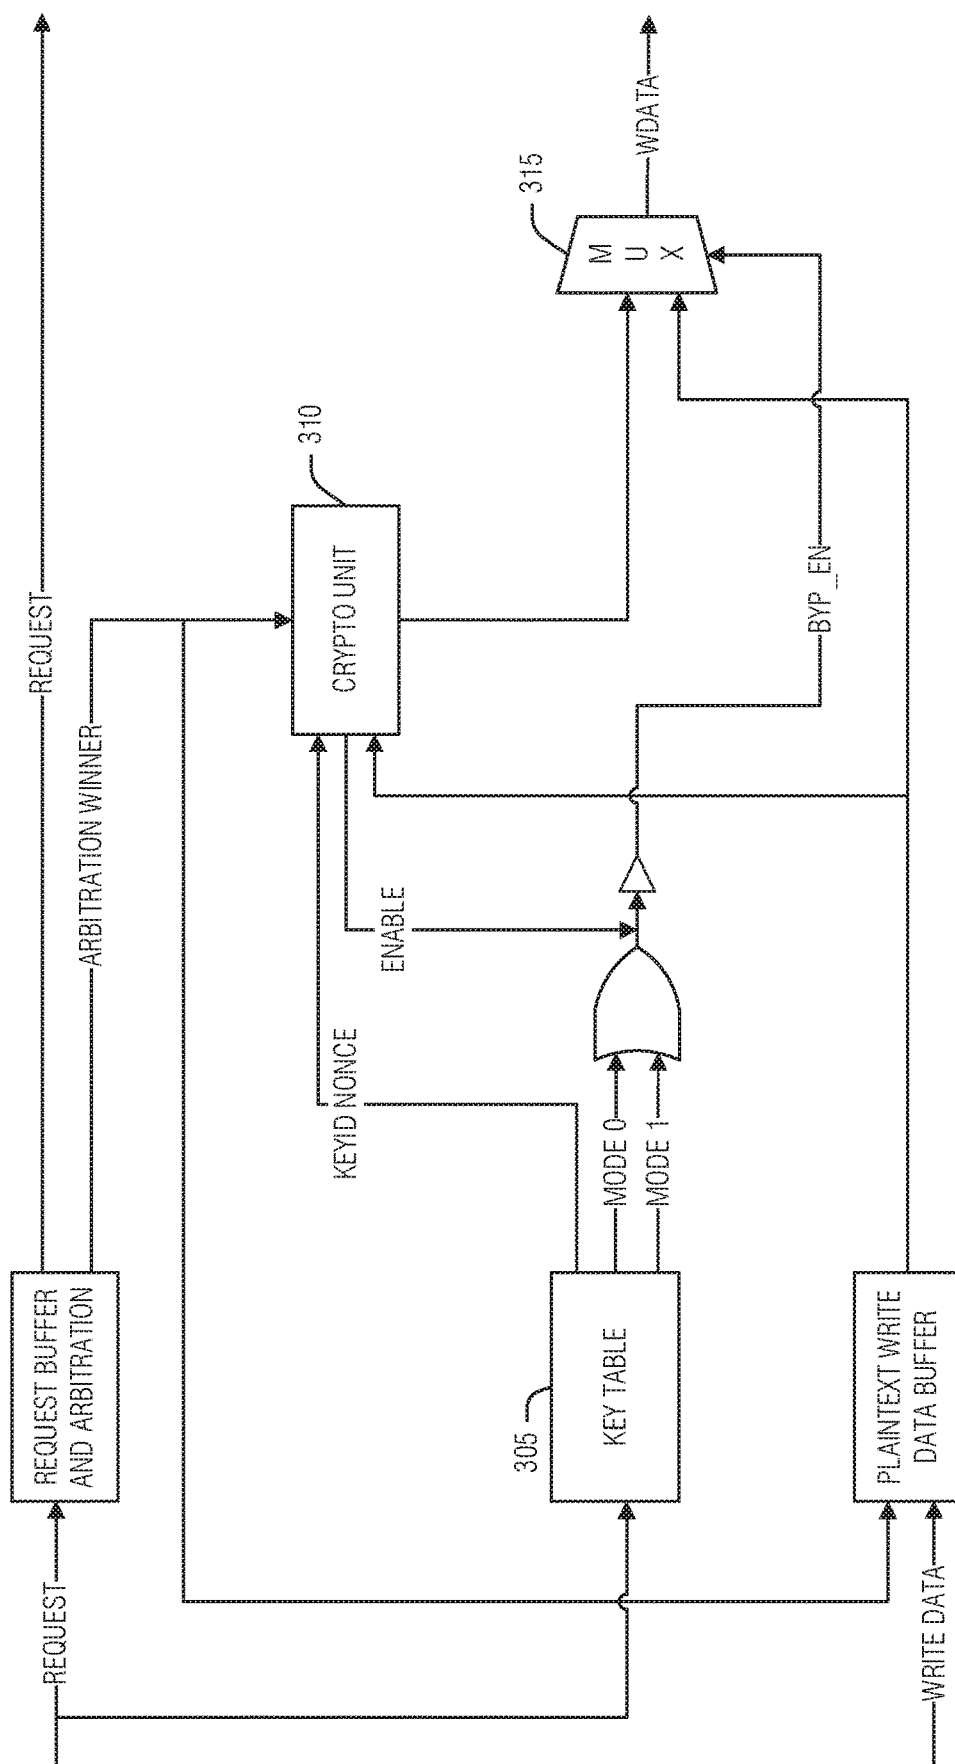 REQUEST
REQUEST BUFFER
AND ARBITRATION
REQUEST
ARBITRATION WINNER
305
KEY TABLE
KEYID NONCE
MODE 0
MODE 1
ENABLE
CRYPTO UNIT
310
BYP_EN
M
U
X
315
WDATA
WRITE DATA
PLAINTEXT WRITE
DATA BUFFER